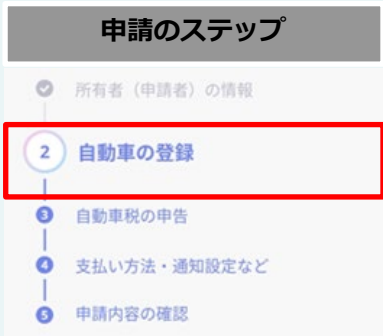 申請のステップ
所有者（申請者）の情報
2 自動車の登録
3 自動車税の申告
4 支払い方法・通知設定など
5 申請内容の確認